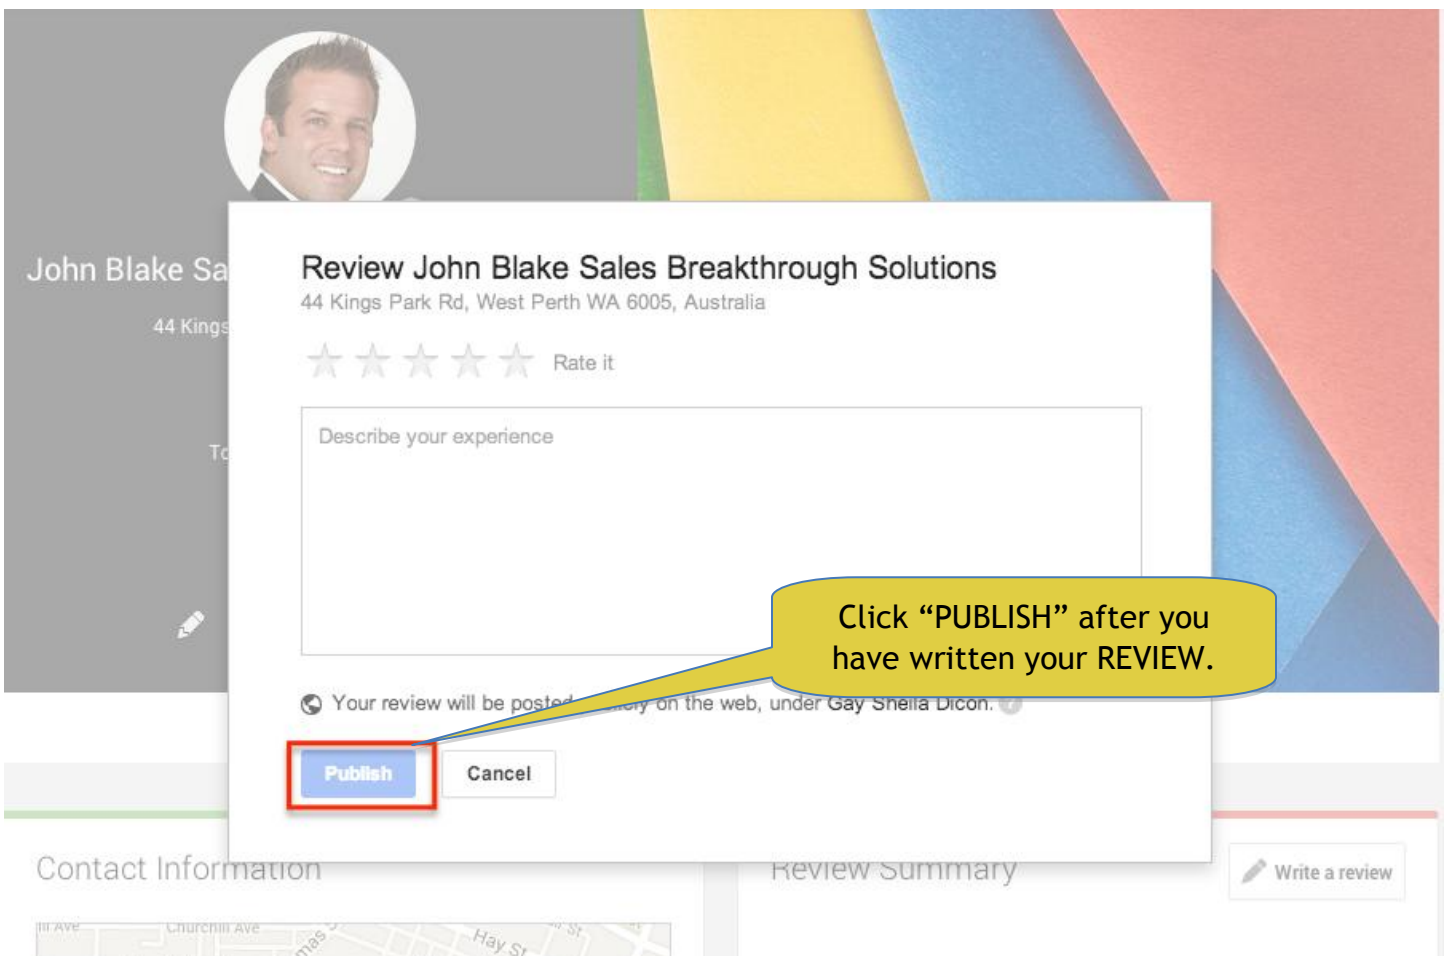 John Blake Sa
44 Kings
To
Review John Blake Sales Breakthrough Solutions
44 Kings Park Rd, West Perth WA 6005, Australia
Rate it
Describe your experience
Click “PUBLISH” after you
have written your REVIEW.
Your review will be posted on the web, under Gay Sheila Dicon.
Publish
Cancel
Contact Information
Review Summary
Write a review
Churchill Ave
Hay St